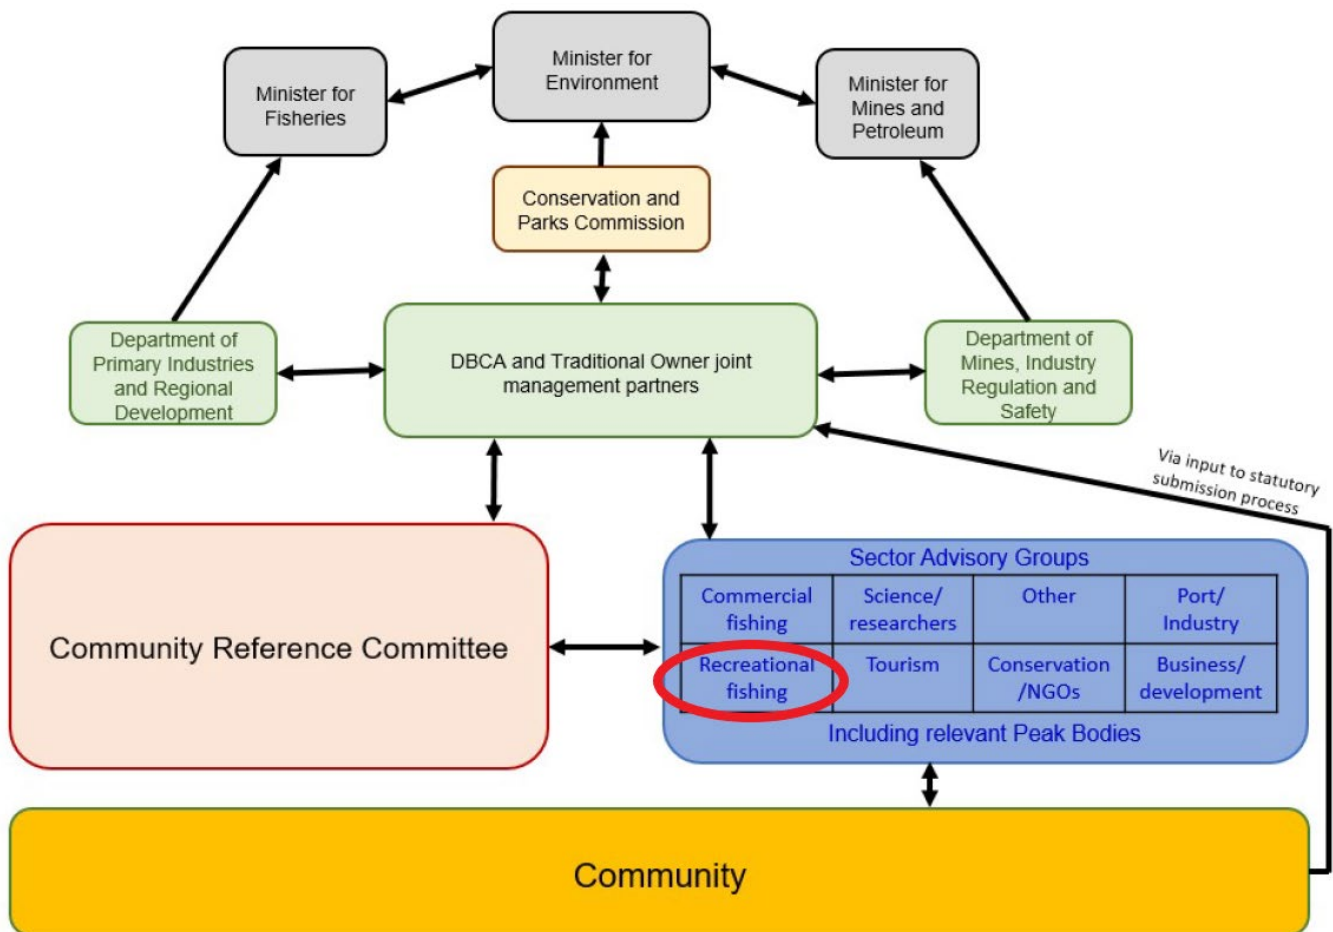 Minister for
Environment
Minister for
Fisheries
Minister for
Mines and
Petroleum
Conservation and
Parks Commission
Department of
Primary Industries
and Regional
Development
DBCA and Traditional Owner joint
management partners
Department of
Mines, Industry
Regulation and
Safety
Via input to statutory
submission process
Community Reference Committee
Sector Advisory Groups
Commercial
fishing
Science/
researchers
Other
Port/
Industry
Recreational
fishing
Tourism
Conservation
/NGOs
Business/
development
Including relevant Peak Bodies
Community